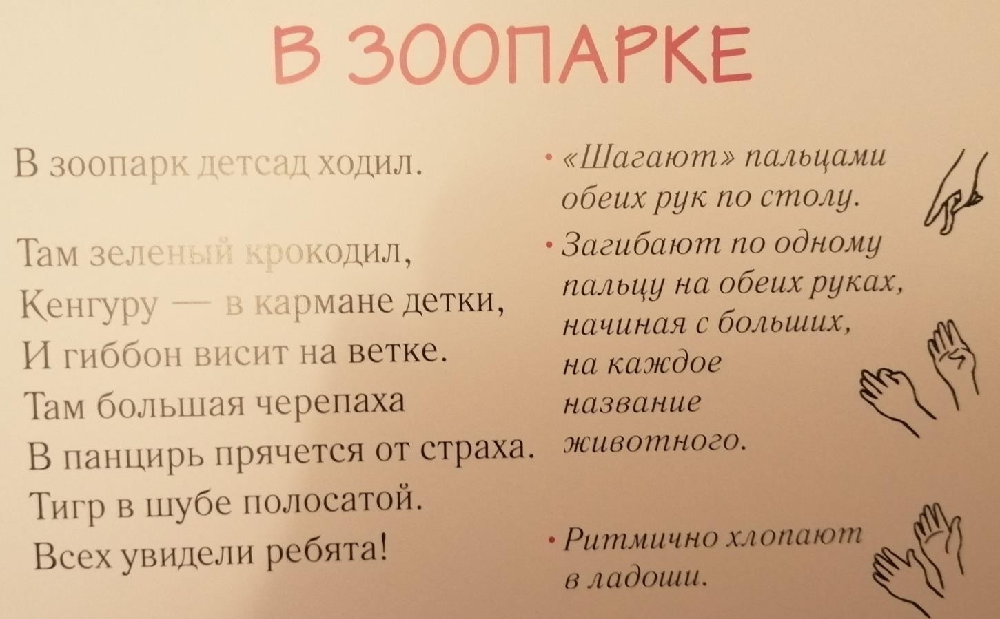 В ЗООПАРКЕ
В зоопарк детсад ходил.
Там зеленый крокодил,
Кенгуру — в кармане детки,
И гиббон висит на ветке.
Там большая черепаха
В панцирь прячется от страха.
Тигр в шубе полосатой.
Всех увидели ребята!
• «Шагают» пальцами
обеих рук по столу.
• Загибают по одному
пальцу на обеих руках,
начиная с больших,
на каждое
название
животного.
• Ритмично хлопают
в ладоши.